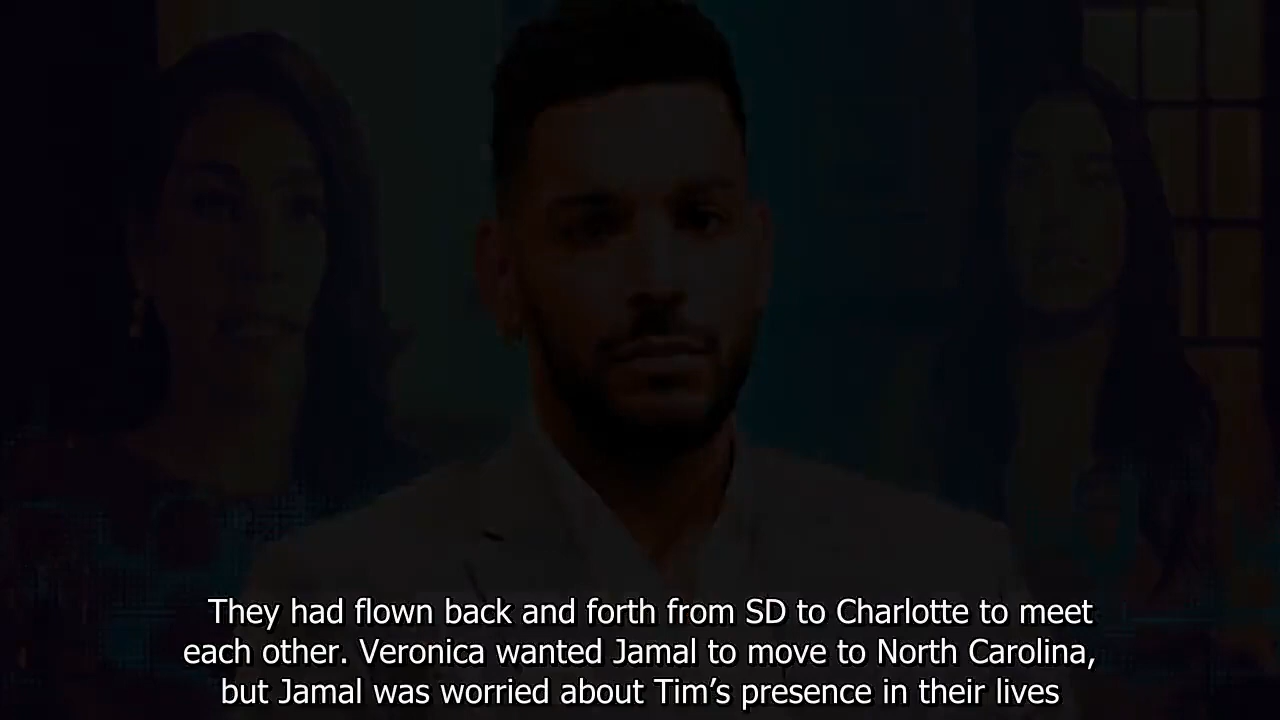 They had flown back and forth from SD to Charlotte to meet
each other. Veronica wanted Jamal to move to North Carolina,
but Jamal was worried about Tim’s presence in their lives